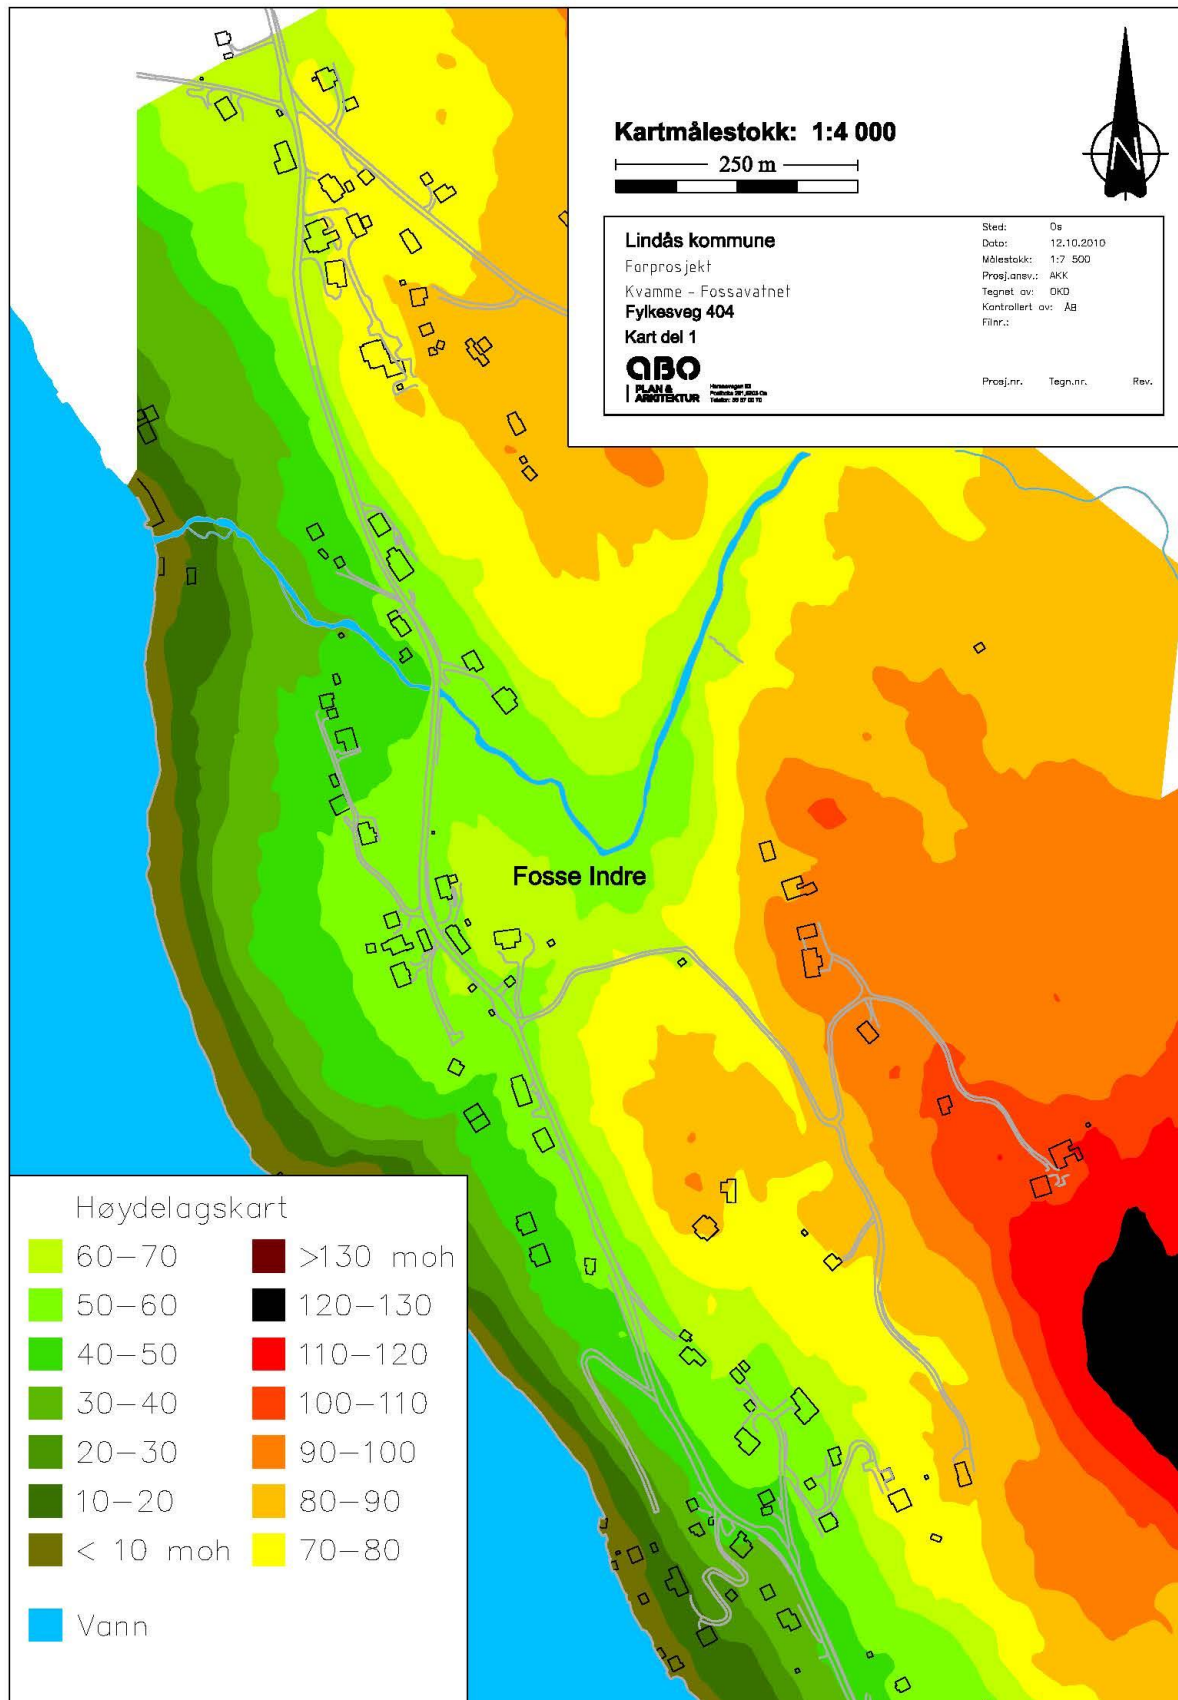 Kartmålestokk: 1:4 000
250 m
N
Lindås kommune
Forprosjekt
Kvamme - Fossavatnet
Fylkesveg 404
Kart del 1
ABO
PLAN &
ARKITEKTUR
Sted: Os
Dato: 12.10.2010
Målestokk: 1:7 500
Prosj.ansv.: AKK
Tegnet av: OKO
Kontrollert av: ÅB
Filnr.:
Prosj.nr. Tegn.nr. Rev.
Fosse Indre
Høydelagskart
60-70
50-60
40-50
30-40
20-30
10-20
< 10 moh
Vann
>130 moh
120-130
110-120
100-110
90-100
80-90
70-80